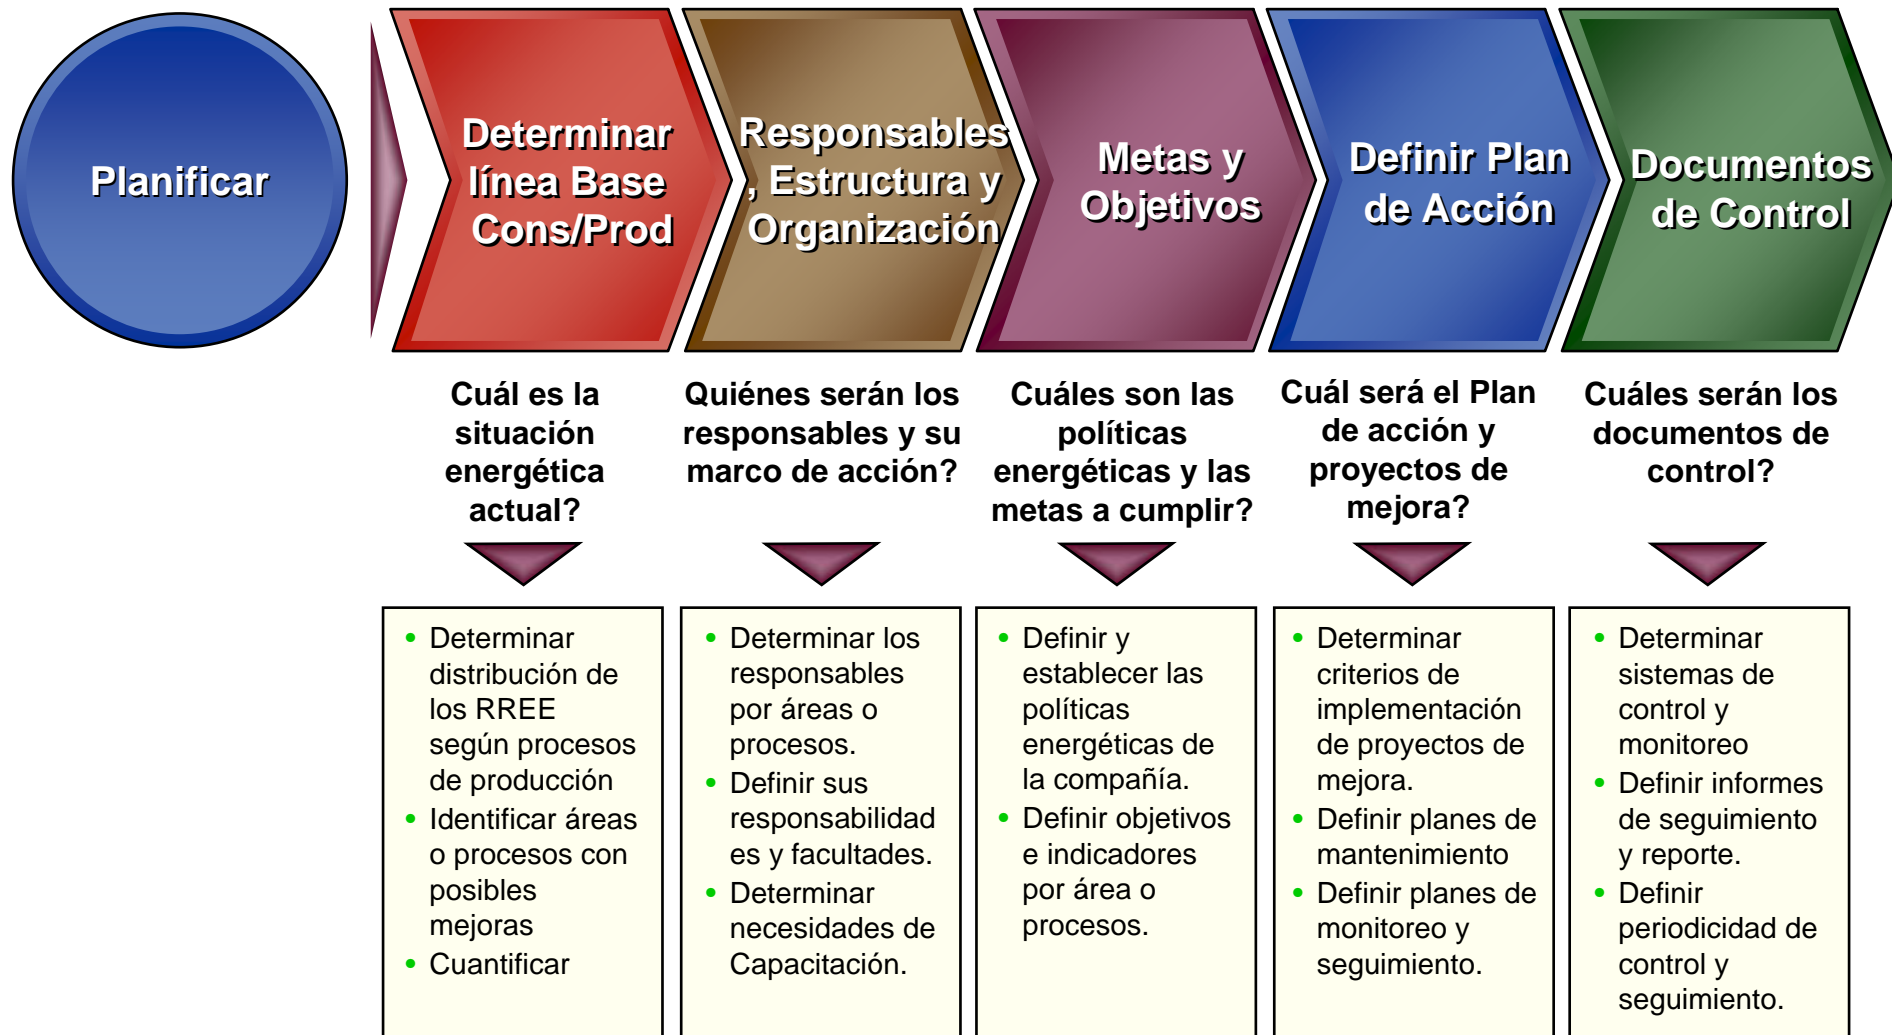 Planificar
Determinar
línea Base
Cons/Prod
Responsables
, Estructura y
Organización
Metas y
Objetivos
Definir Plan
de Acción
Documentos
de Control
Cuál es la
situación
energética
actual?
Quiénes serán los
responsables y su
marco de acción?
Cuáles son las
políticas
energéticas y las
metas a cumplir?
Cuál será el Plan
de acción y
proyectos de
mejora?
Cuáles serán los
documentos de
control?
• Determinar
distribución de
los RREE
según procesos
de producción
• Identificar áreas
o procesos con
posibles
mejoras
• Cuantificar
• Determinar los
responsables
por áreas o
procesos.
• Definir sus
responsabilidad
es y facultades.
• Determinar
necesidades de
Capacitación.
• Definir y
establecer las
políticas
energéticas de
la compañía.
• Definir objetivos
e indicadores
por área o
procesos.
• Determinar
criterios de
implementación
de proyectos de
mejora.
• Definir planes de
mantenimiento
• Definir planes de
monitoreo y
seguimiento.
• Determinar
sistemas de
control y
monitoreo
• Definir informes
de seguimiento
y reporte.
• Definir
periodicidad de
control y
seguimiento.